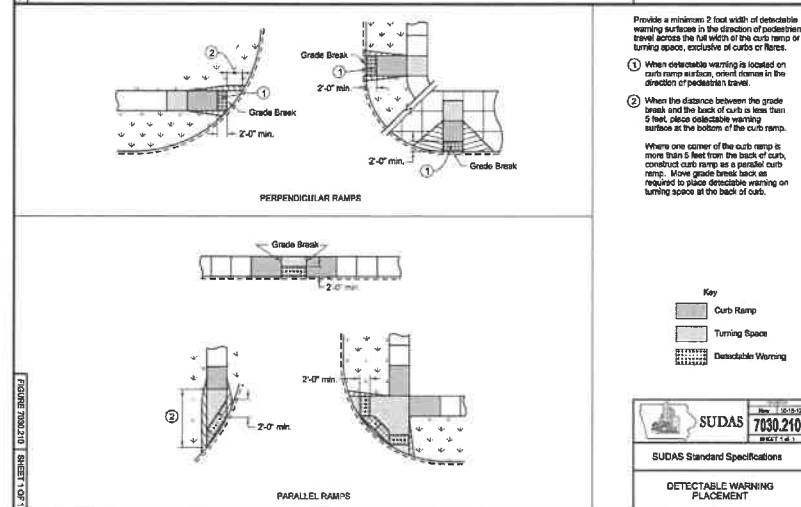 Provide a minimum 2 foot width of detectable
warning surfaces in the direction of pedestrian
travel across the full width of the curb ramp or
turning space, exclusive of curbs or flares.
1 When detectable warning is located on
curb ramp surface, orient domes in the
direction of pedestrian travel.
2 When the distance between the grade
break and the back of curb is less than
5 feet, place detectable warning
surface at the bottom of the curb ramp.
Where one corner of the curb ramp is
more than 5 feet from the back of curb,
construct curb ramp as a parallel curb
ramp. Move grade break back as
required to place detectable warning on
turning space at the back of curb.
2
1
Grade Break
2'-0" min.
Grade Break
1
2'-0" min.
2'-0" min.
1
Grade Break
PERPENDICULAR RAMPS
Grade Break
2'-0" min.
2
2'-0" min.
2'-0" min.
PARALLEL RAMPS
Key
Curb Ramp
Turning Space
Detectable Warning
FIGURE 7030.210 SHEET 1 OF 1
SUDAS
New
7030.210
SHEET 1 of 1
SUDAS Standard Specifications
DETECTABLE WARNING
PLACEMENT